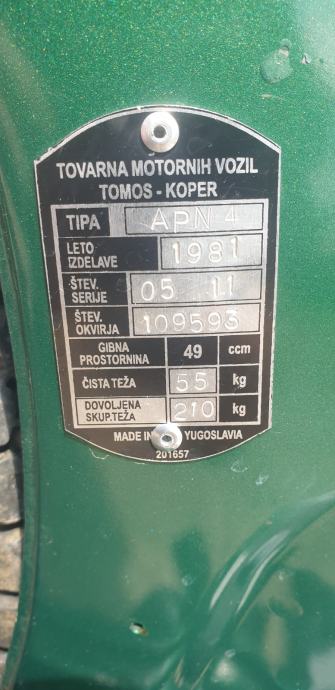 TOVARNA MOTORNIH VOZIL
TOMOS - KOPER
TIPA APN 4
LETO IZDELAVE 1981
ŠTEV. SERIJE 05 11
ŠTEV. OKVIRJA 109593
GIBNA PROSTORNINA 49 ccm
ČISTA TEŽA 55 kg
DOVOLJENA SKUP.TEŽA 210 kg
MADE IN YUGOSLAVIA
201657